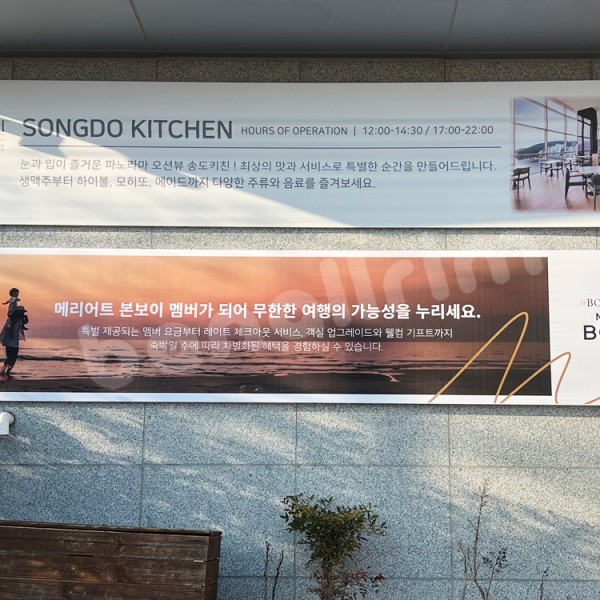 SONGDO KITCHEN HOURS OF OPERATION | 12:00-14:30 / 17:00-22:00
눈과 입이 즐거운 파노라마 오션뷰 송도키친 ! 최상의 맛과 서비스로 특별한 순간을 만들어드립니다.
생맥주부터 하이볼, 모히또, 에이드까지 다양한 주류와 음료를 즐겨보세요.
메리어트 본보이 멤버가 되어 무한한 여행의 가능성을 누리세요.
특별 제공되는 멤버 요금부터 레이트 체크아웃 서비스, 객실 업그레이드와 웰컴 기프트까지
숙박일 수에 따라 차별화된 혜택을 경험하실 수 있습니다.